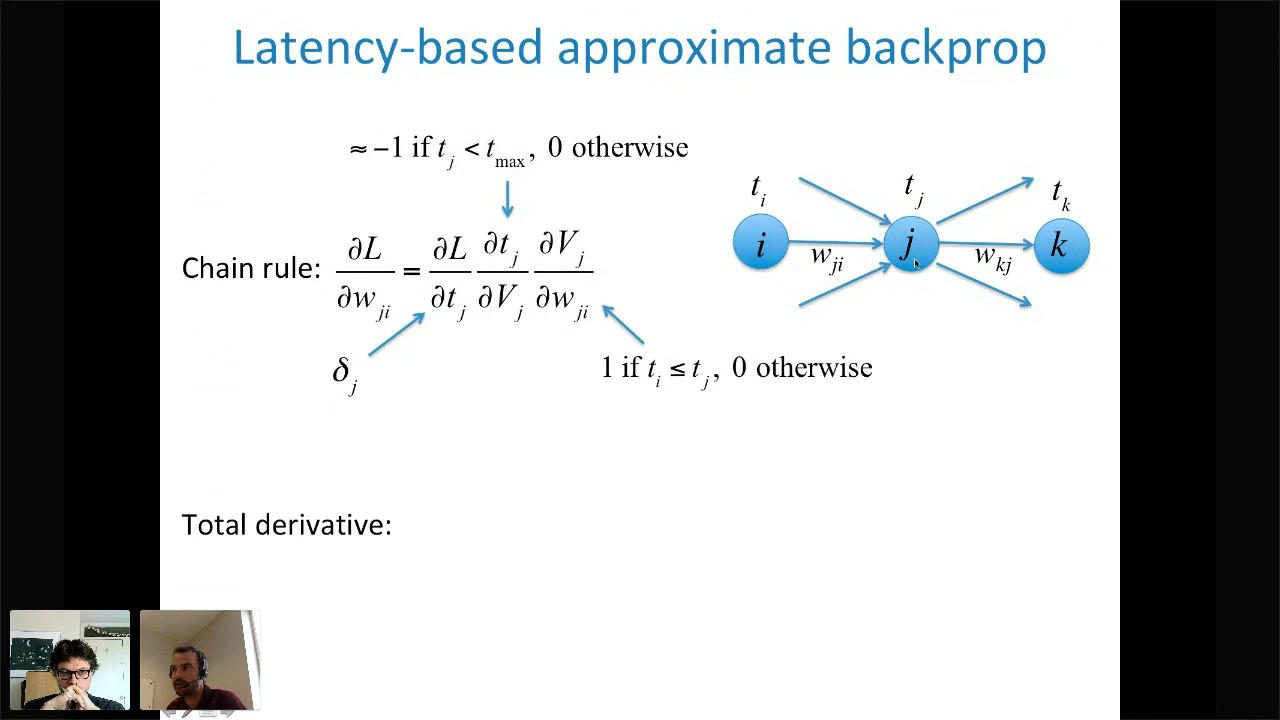 Latency-based approximate backprop
≈ −1 if t_j < t_max, 0 otherwise
Chain rule: ∂L/∂w_ji = ∂L/∂t_j ∂t_j/∂V_j ∂V_j/∂w_ji
δ_j
1 if t_i ≤ t_j, 0 otherwise
t_i
t_j
t_k
i
w_ji
j
w_kj
k
Total derivative: